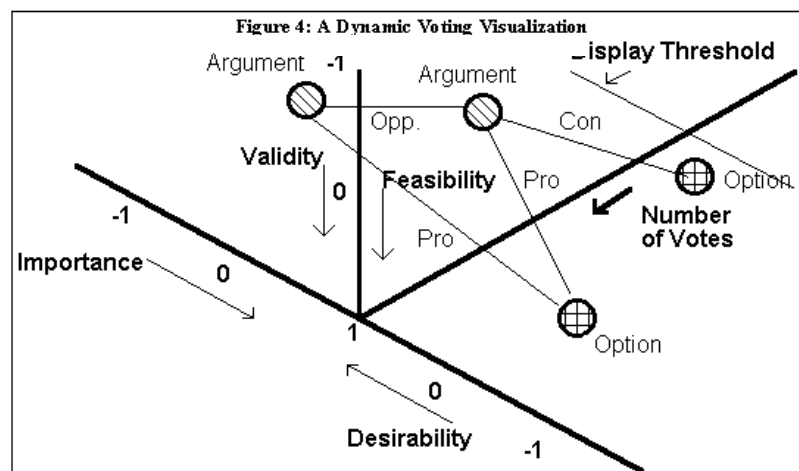 Figure 4: A Dynamic Voting Visualization
Display Threshold
Argument
-1
Argument
Opp.
Con
Validity
0
Feasibility
Pro
Option
Number
of Votes
-1
Pro
Importance
0
1
Option
0
Desirability
-1